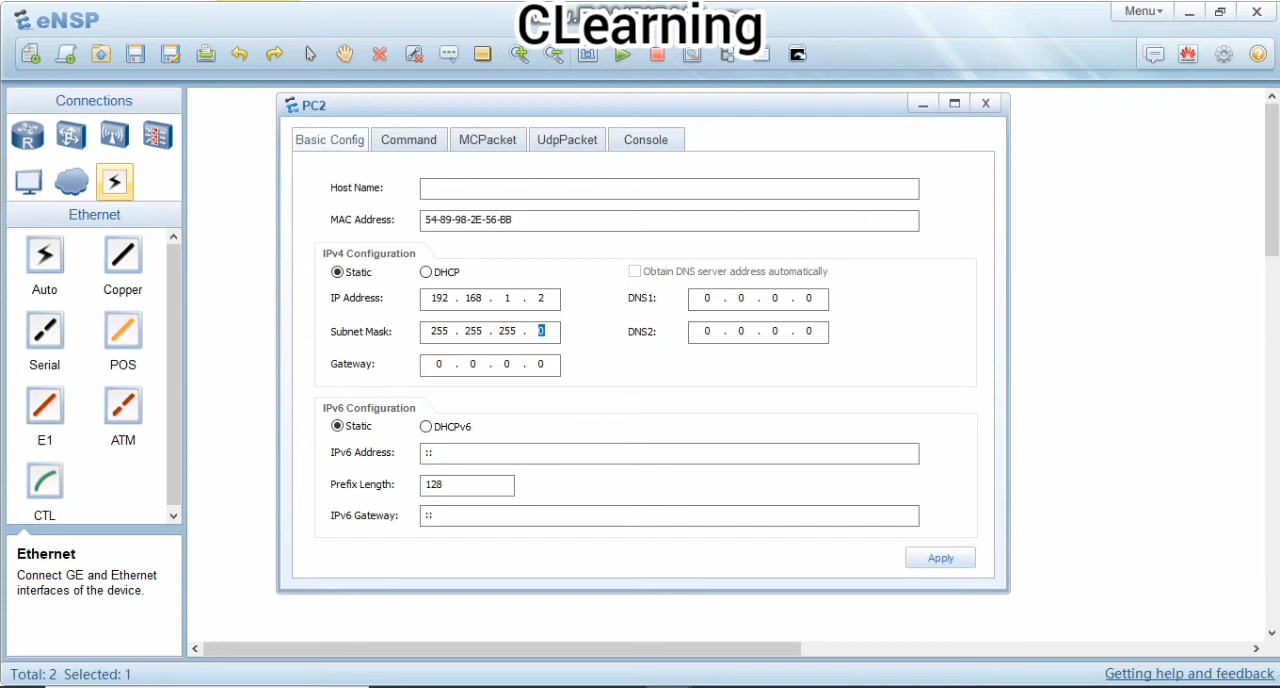 eNSP
CLearning
Menu
Connections
R
Ethernet
Auto
Copper
Serial
POS
E1
ATM
CTL
Ethernet
Connect GE and Ethernet
interfaces of the device.
PC2
Basic Config
Command
MCPacket
UdpPacket
Console
Host Name:
MAC Address: 54-89-98-2E-56-BB
IPv4 Configuration
Static DHCP Obtain DNS server address automatically
IP Address: 192 . 168 . 1 . 2 DNS1: 0 . 0 . 0 . 0
Subnet Mask: 255 . 255 . 255 . 0 DNS2: 0 . 0 . 0 . 0
Gateway: 0 . 0 . 0 . 0
IPv6 Configuration
Static DHCPv6
IPv6 Address: ::
Prefix Length: 128
IPv6 Gateway: ::
Apply
Total: 2 Selected: 1
Getting help and feedback